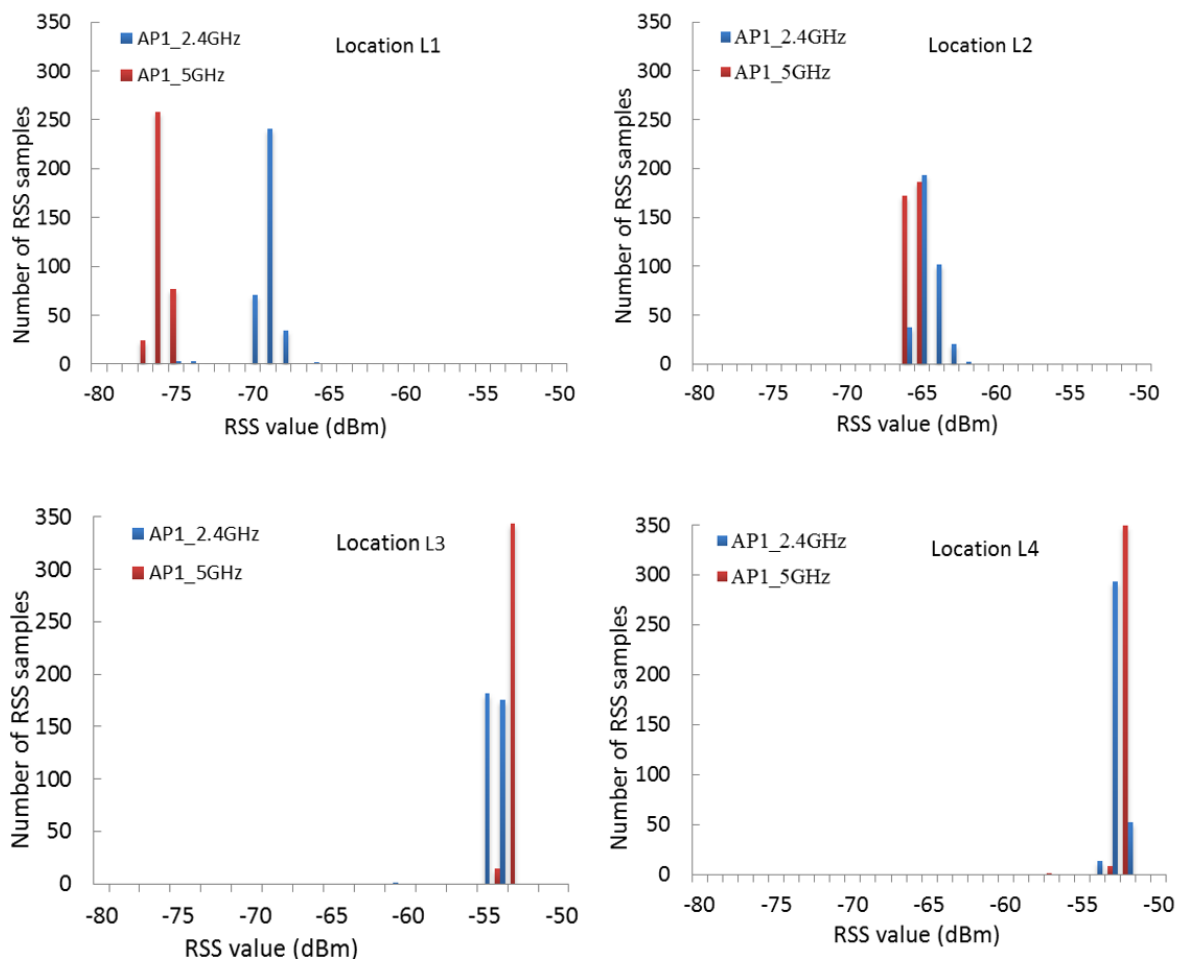 350
300
250
200
150
100
50
0
Number of RSS samples
AP1_2.4GHz
AP1_5GHz
Location L1
-80 -75 -70 -65 -60 -55 -50
RSS value (dBm)
350
300
250
200
150
100
50
0
Number of RSS samples
AP1_2.4GHz
AP1_5GHz
Location L2
-80 -75 -70 -65 -60 -55 -50
RSS value (dBm)
350
300
250
200
150
100
50
0
Number of RSS samples
AP1_2.4GHz
AP1_5GHz
Location L3
-80 -75 -70 -65 -60 -55 -50
RSS value (dBm)
350
300
250
200
150
100
50
0
Number of RSS samples
AP1_2.4GHz
AP1_5GHz
Location L4
-80 -75 -70 -65 -60 -55 -50
RSS value (dBm)